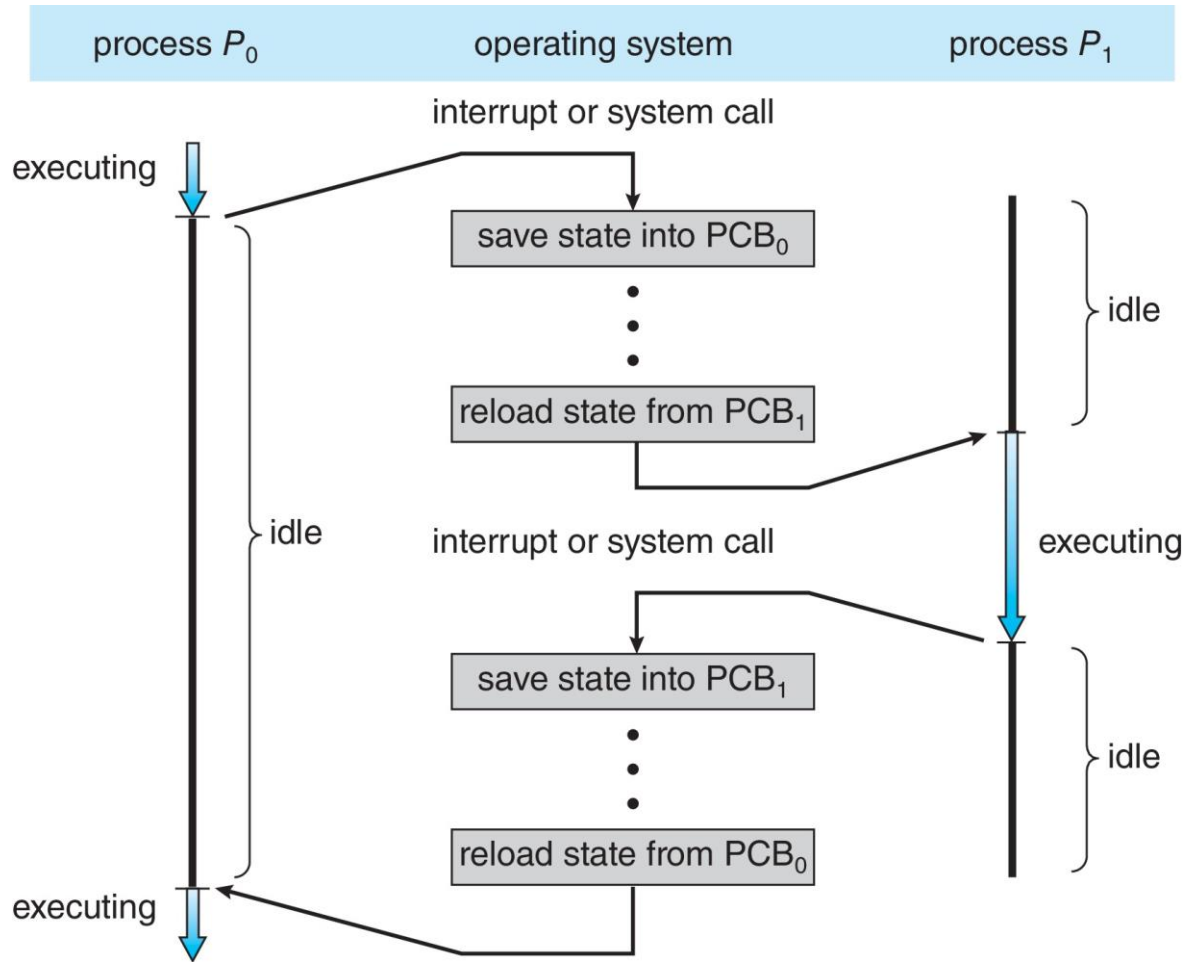 process P₀ operating system process P₁
interrupt or system call
executing
save state into PCB₀
idle
reload state from PCB₁
idle
interrupt or system call
executing
save state into PCB₁
idle
reload state from PCB₀
executing